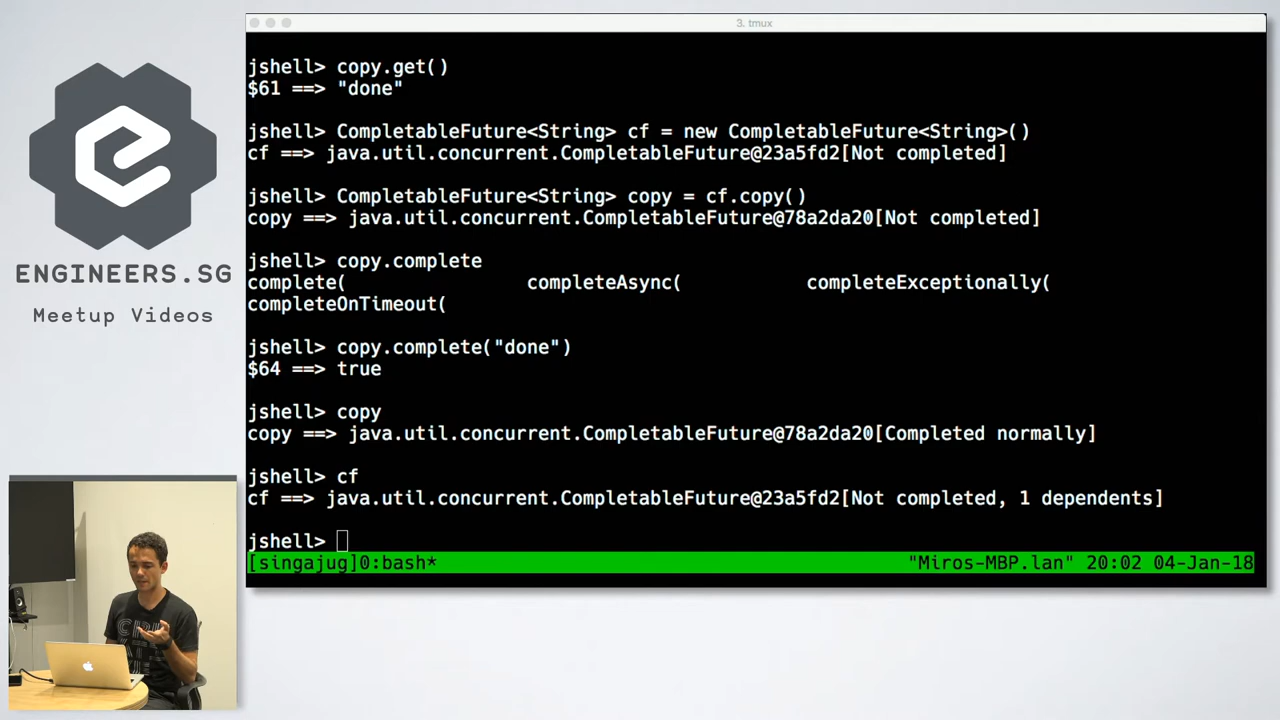 3. tmux
jshell> copy.get()
$61 ==> "done"
jshell> CompletableFuture<String> cf = new CompletableFuture<String>()
cf ==> java.util.concurrent.CompletableFuture@23a5fd2[Not completed]
jshell> CompletableFuture<String> copy = cf.copy()
copy ==> java.util.concurrent.CompletableFuture@78a2da20[Not completed]
jshell> copy.complete
complete( completeAsync( completeExceptionally(
completeOnTimeout(
jshell> copy.complete("done")
$64 ==> true
jshell> copy
copy ==> java.util.concurrent.CompletableFuture@78a2da20[Completed normally]
jshell> cf
cf ==> java.util.concurrent.CompletableFuture@23a5fd2[Not completed, 1 dependents]
jshell>
[singajug]0:bash* "Miros-MBP.lan" 20:02 04-Jan-18
ENGINEERS.SG
Meetup Videos